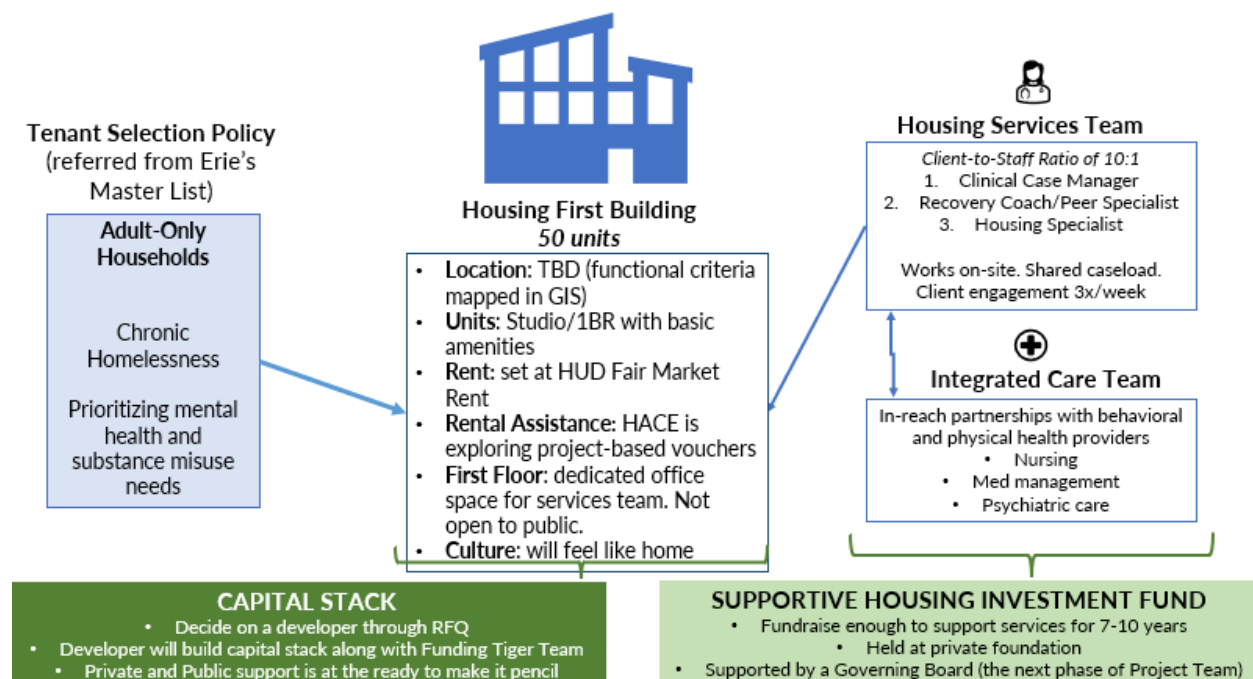 Tenant Selection Policy
(referred from Erie's
Master List)
Adult-Only
Households
Chronic
Homelessness
Prioritizing mental
health and
substance misuse
needs
Housing First Building
50 units
• Location: TBD (functional criteria
mapped in GIS)
• Units: Studio/1BR with basic
amenities
• Rent: set at HUD Fair Market
Rent
• Rental Assistance: HACE is
exploring project-based vouchers
• First Floor: dedicated office
space for services team. Not
open to public.
• Culture: will feel like home
Housing Services Team
Client-to-Staff Ratio of 10:1
1. Clinical Case Manager
2. Recovery Coach/Peer Specialist
3. Housing Specialist
Works on-site. Shared caseload.
Client engagement 3x/week
Integrated Care Team
In-reach partnerships with behavioral
and physical health providers
• Nursing
• Med management
• Psychiatric care
CAPITAL STACK
• Decide on a developer through RFQ
• Developer will build capital stack along with Funding Tiger Team
• Private and Public support is at the ready to make it pencil
SUPPORTIVE HOUSING INVESTMENT FUND
• Fundraise enough to support services for 7-10 years
• Held at private foundation
• Supported by a Governing Board (the next phase of Project Team)